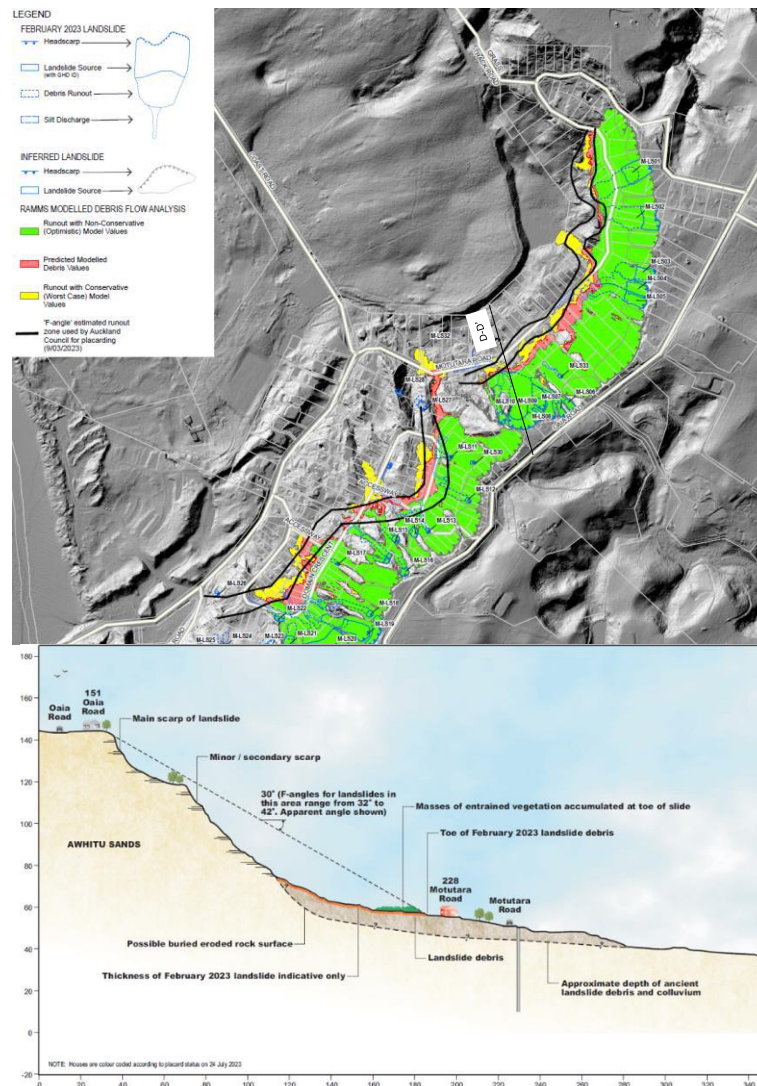 LEGEND
FEBRUARY 2023 LANDSLIDE
Headscarp
Landslide Source
(with GHD ID)
Debris Runout
Silt Discharge
INFERRED LANDSLIDE
Headscarp
Landslide Source
RAMMS MODELLED DEBRIS FLOW ANALYSIS
Runout with Non-Conservative
(Optimistic) Model Values
Predicted Modelled
Debris Values
Runout with Conservative
(Worst Case) Model
Values
'F-angle' estimated runout
zone used by Auckland
Council for placarding
(9/03/2023)
M-LS01
M-LS02
M-LS03
M-LS04
M-LS05
M-LS32
D-D'
MOTUTARA ROAD
M-LS33
M-LS06
M-LS07
M-LS08
M-LS09
M-LS10
M-LS28
M-LS27
M-LS11
M-LS30
M-LS12
ACCESSWAY
M-LS13
M-LS14
M-LS15
M-LS16
ACCESSWAY
M-LS17
DOMAIN CRESCENT
M-LS26
M-LS18
M-LS22
M-LS19
ROAD
M-LS25
M-LS24
M-LS23
M-LS21
M-LS20
180
160
140
120
100
80
60
40
20
0
-20
Oaia
Road
151
Oaia
Road
Main scarp of landslide
Minor / secondary scarp
30° (F-angles for landslides in
this area range from 32° to
42°. Apparent angle shown)
Masses of entrained vegetation accumulated at toe of slide
Toe of February 2023 landslide debris
AWHITU SANDS
228
Motutara
Road
Motutara
Road
Possible buried eroded rock surface
Landslide debris
Thickness of February 2023 landslide indicative only
Approximate depth of ancient
landslide debris and colluvium
NOTE: Houses are colour coded according to placard status on 24 July 2023
0 20 40 60 80 100 120 140 160 180 200 220 240 260 280 300 320 340